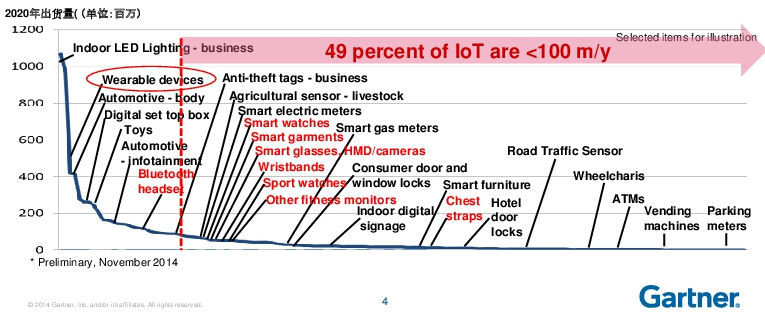 2020年出货量( (单位:百万)
1200
1000
800
600
400
200
0
Selected items for illustration
49 percent of IoT are <100 m/y
Indoor LED Lighting - business
Wearable devices
Automotive - body
Digital set top box
Toys
Automotive
- infotainment
Bluetooth
headset
Anti-theft tags - business
Agricultural sensor - livestock
Smart electric meters
Smart watches
Smart garments
Smart glasses, HMD/cameras
Wristbands
Sport watches
Other fitness monitors
Smart gas meters
Consumer door and
window locks
Indoor digital
signage
Smart furniture
Chest
straps
Hotel
door
locks
Road Traffic Sensor
Wheelcharis
ATMs
Vending
machines
Parking
meters
* Preliminary, November 2014
© 2014 Gartner, Inc. and/or its affiliates. All rights reserved.
4
Gartner